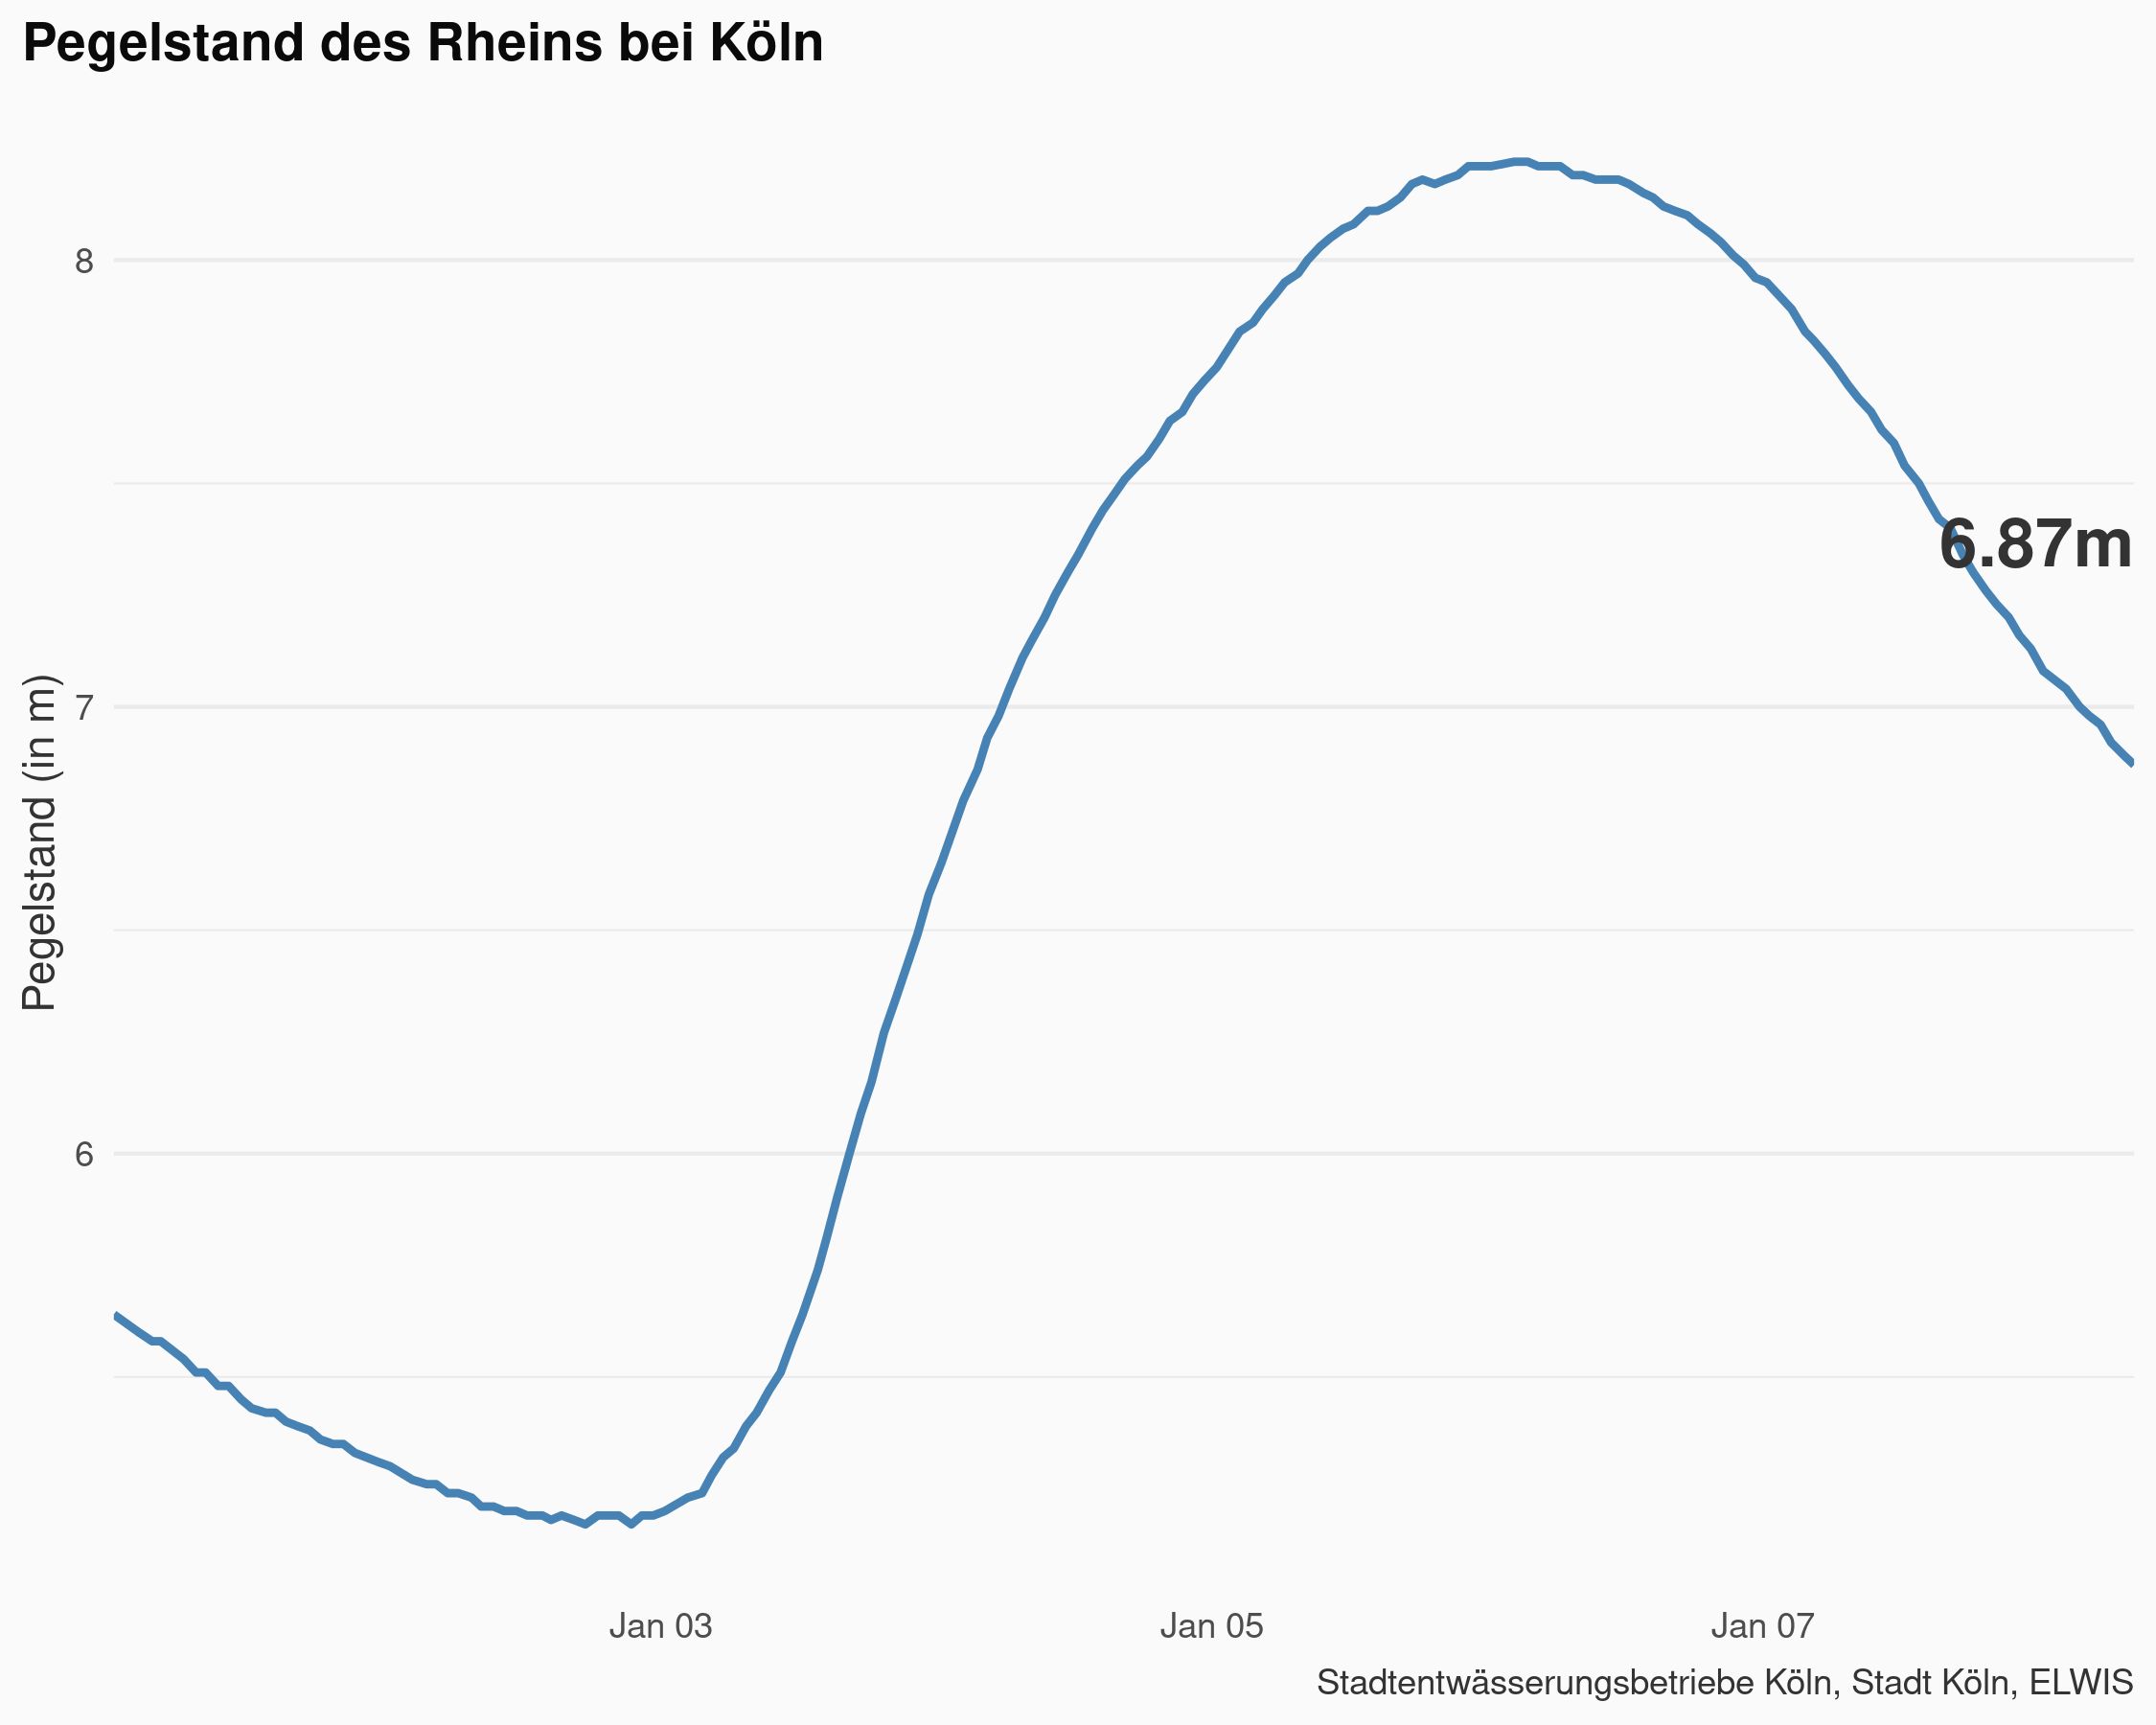 Pegelstand des Rheins bei Köln
Pegelstand (in m)
8
7
6
6.87m
Jan 03
Jan 05
Jan 07
Stadtentwässerungsbetriebe Köln, Stadt Köln, ELWIS